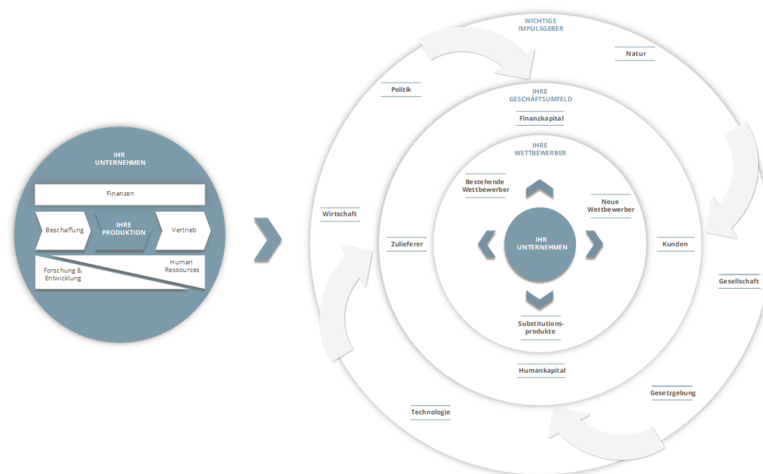 IHR
UNTERNEHMEN
Finanzen
Beschaffung
IHRE
PRODUKTION
Vertrieb
Forschung &
Entwicklung
Human
Ressources
WICHTIGE
IMPULSGEBER
Natur
Politik
IHRE
GESCHÄFTSUMFELD
Finanzkapital
IHRE
WETTBEWERBER
Bestehende
Wettbewerber
Neue
Wettbewerber
Wirtschaft
Zulieferer
IHR
UNTERNEHMEN
Kunden
Gesellschaft
Substitutions-
produkte
Humankapital
Gesetzgebung
Technologie